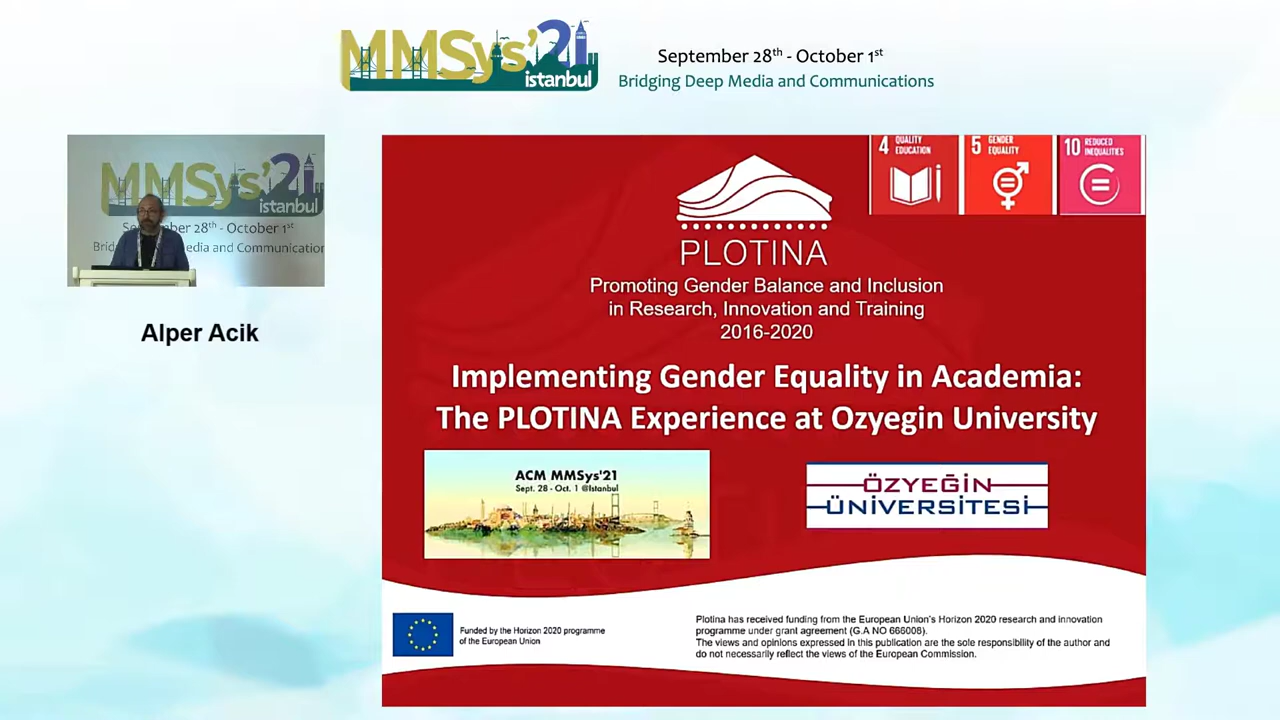 MMSys'21
istanbul
September 28th - October 1st
Bridging Deep Media and Communications
MMSys'21
istanbul
September 28th - October 1st
Alper Acik
4 QUALITY
EDUCATION
5 GENDER
EQUALITY
10 REDUCED
INEQUALITIES
PLOTINA
Promoting Gender Balance and Inclusion
in Research, Innovation and Training
2016-2020
Implementing Gender Equality in Academia:
The PLOTINA Experience at Ozyegin University
ACM MMSys'21
Sept. 28 - Oct. 1 @Istanbul
ÖZYEĞİN
ÜNİVERSİTESİ
Funded by the Horizon 2020 programme
of the European Union
Plotina has received funding from the European Union's Horizon 2020 research and innovation
programme under grant agreement (G.A NO 666008).
The views and opinions expressed in this publication are the sole responsibility of the author and
do not necessarily reflect the views of the European Commission.